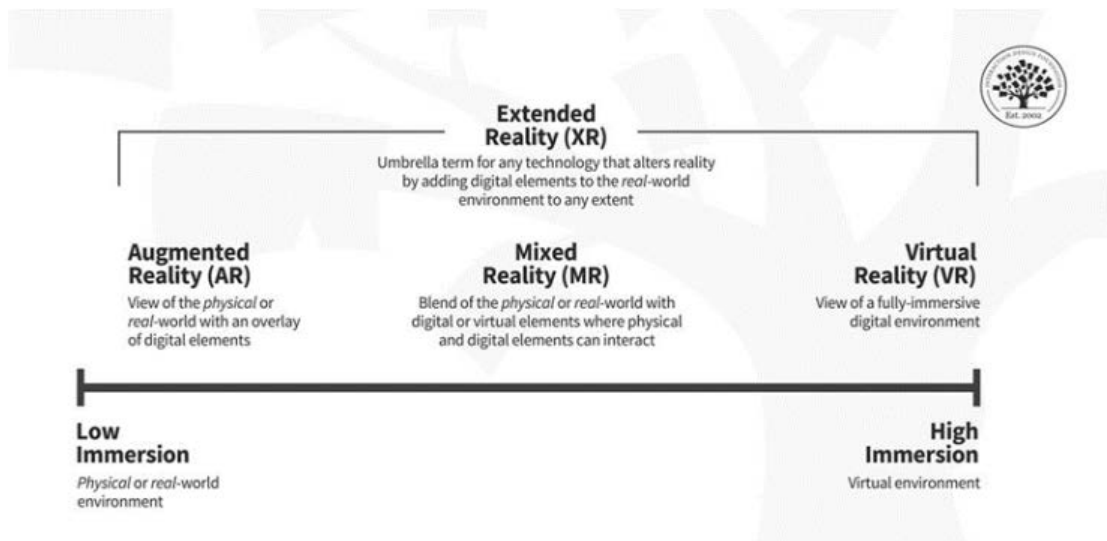 INTERACTION DESIGN FOUNDATION
Est. 2002
Extended
Reality (XR)
Umbrella term for any technology that alters reality
by adding digital elements to the real-world
environment to any extent
Augmented
Reality (AR)
View of the physical or
real-world with an overlay
of digital elements
Mixed
Reality (MR)
Blend of the physical or real-world with
digital or virtual elements where physical
and digital elements can interact
Virtual
Reality (VR)
View of a fully-immersive
digital environment
Low
Immersion
Physical or real-world
environment
High
Immersion
Virtual environment